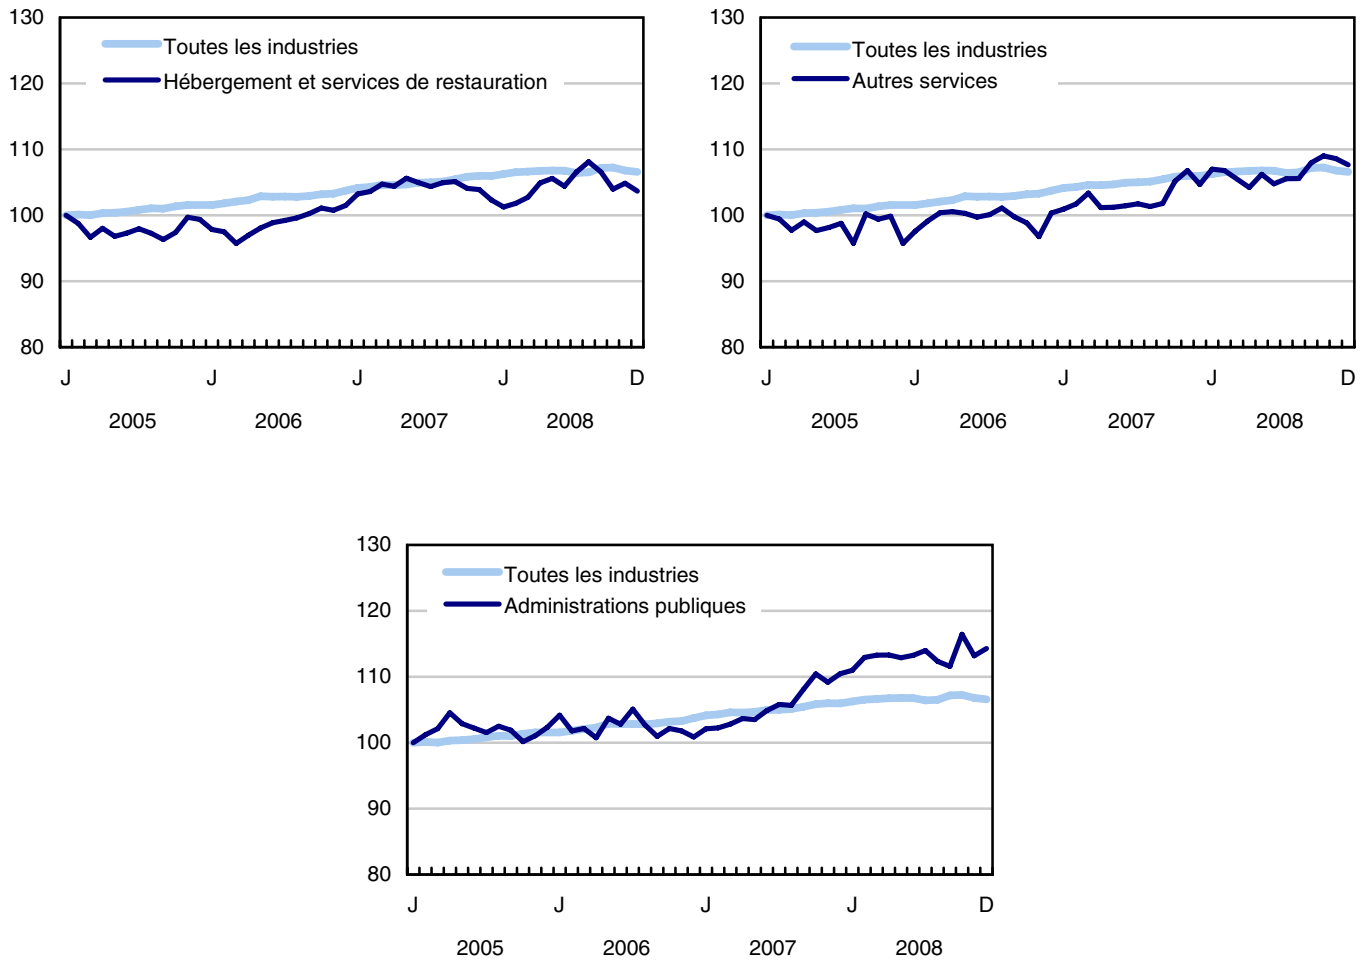 130
120
110
100
90
80
Toutes les industries
Hébergement et services de restauration
J J J J D
2005 2006 2007 2008
130
120
110
100
90
80
Toutes les industries
Autres services
J J J J D
2005 2006 2007 2008
130
120
110
100
90
80
Toutes les industries
Administrations publiques
J J J J D
2005 2006 2007 2008